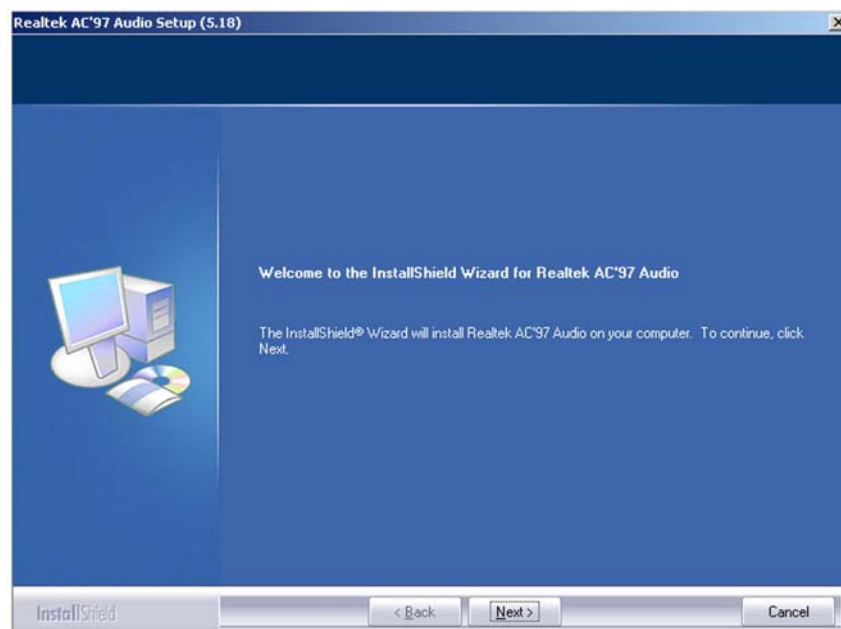 Realtek AC'97 Audio Setup (5.18)
Welcome to the InstallShield Wizard for Realtek AC'97 Audio
The InstallShield® Wizard will install Realtek AC'97 Audio on your computer. To continue, click
Next.
InstallShield
< Back
Next >
Cancel